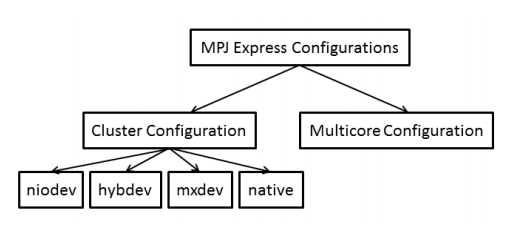 MPJ Express Configurations
Cluster Configuration
Multicore Configuration
niodev
hybdev
mxdev
native